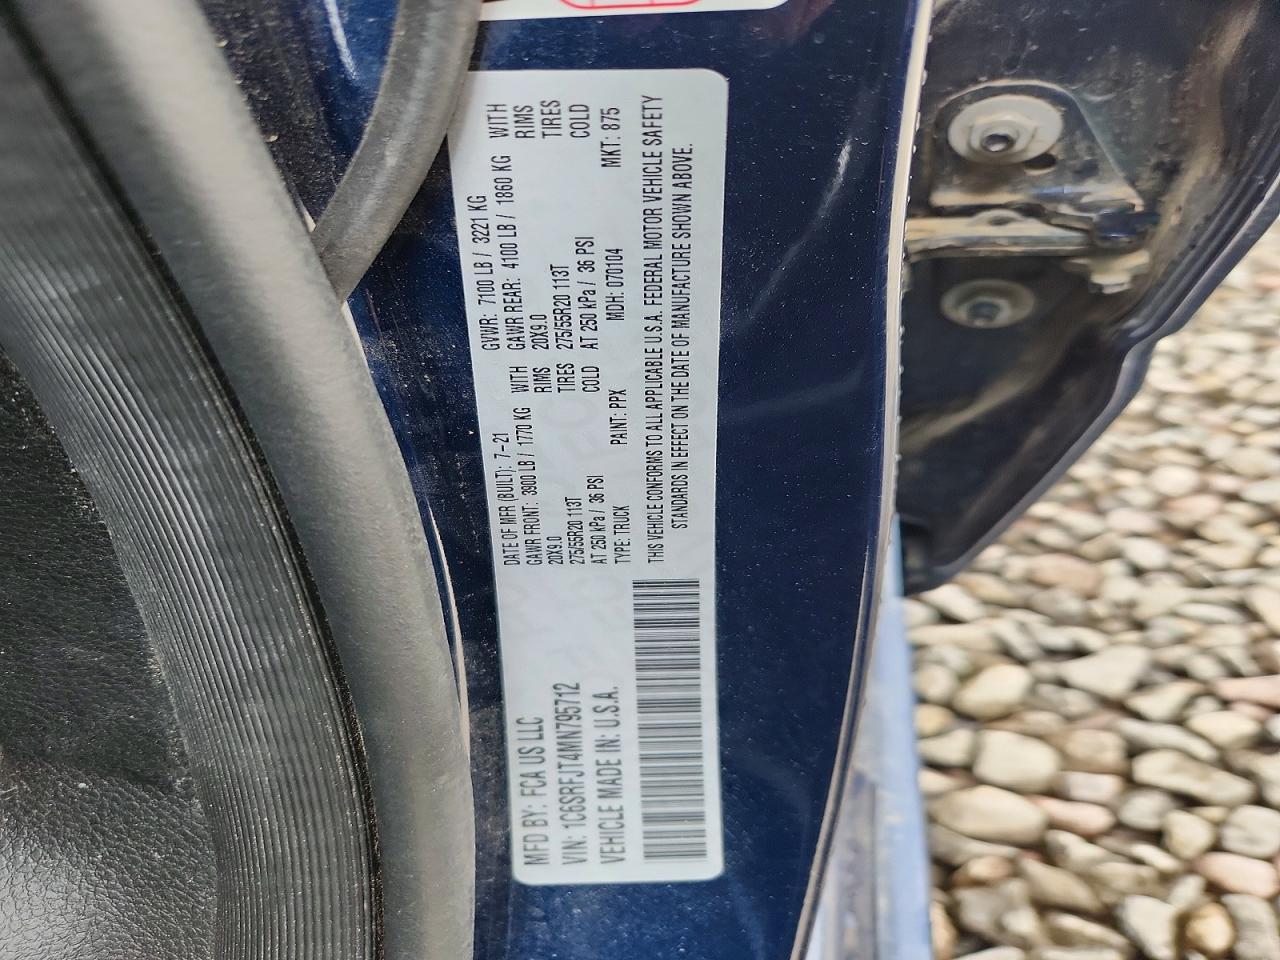 MFD BY: FCA US LLC
VIN: 1C6SRFJT4MN795712
VEHICLE MADE IN: U.S.A.
DATE OF MFR (BUILT): 7-21
GAWR FRONT: 3900 LB / 1770 KG WITH
20X9.0 RIMS
275/55R20 113T TIRES
AT 250 kPa / 36 PSI COLD
TYPE: TRUCK PAINT: PPX MDH: 070104 MKT: 875
GVWR: 7100 LB / 3221 KG
GAWR REAR: 4100 LB / 1860 KG WITH
20X9.0 RIMS
275/55R20 113T TIRES
AT 250 kPa / 36 PSI COLD
THIS VEHICLE CONFORMS TO ALL APPLICABLE U.S.A. FEDERAL MOTOR VEHICLE SAFETY
STANDARDS IN EFFECT ON THE DATE OF MANUFACTURE SHOWN ABOVE.